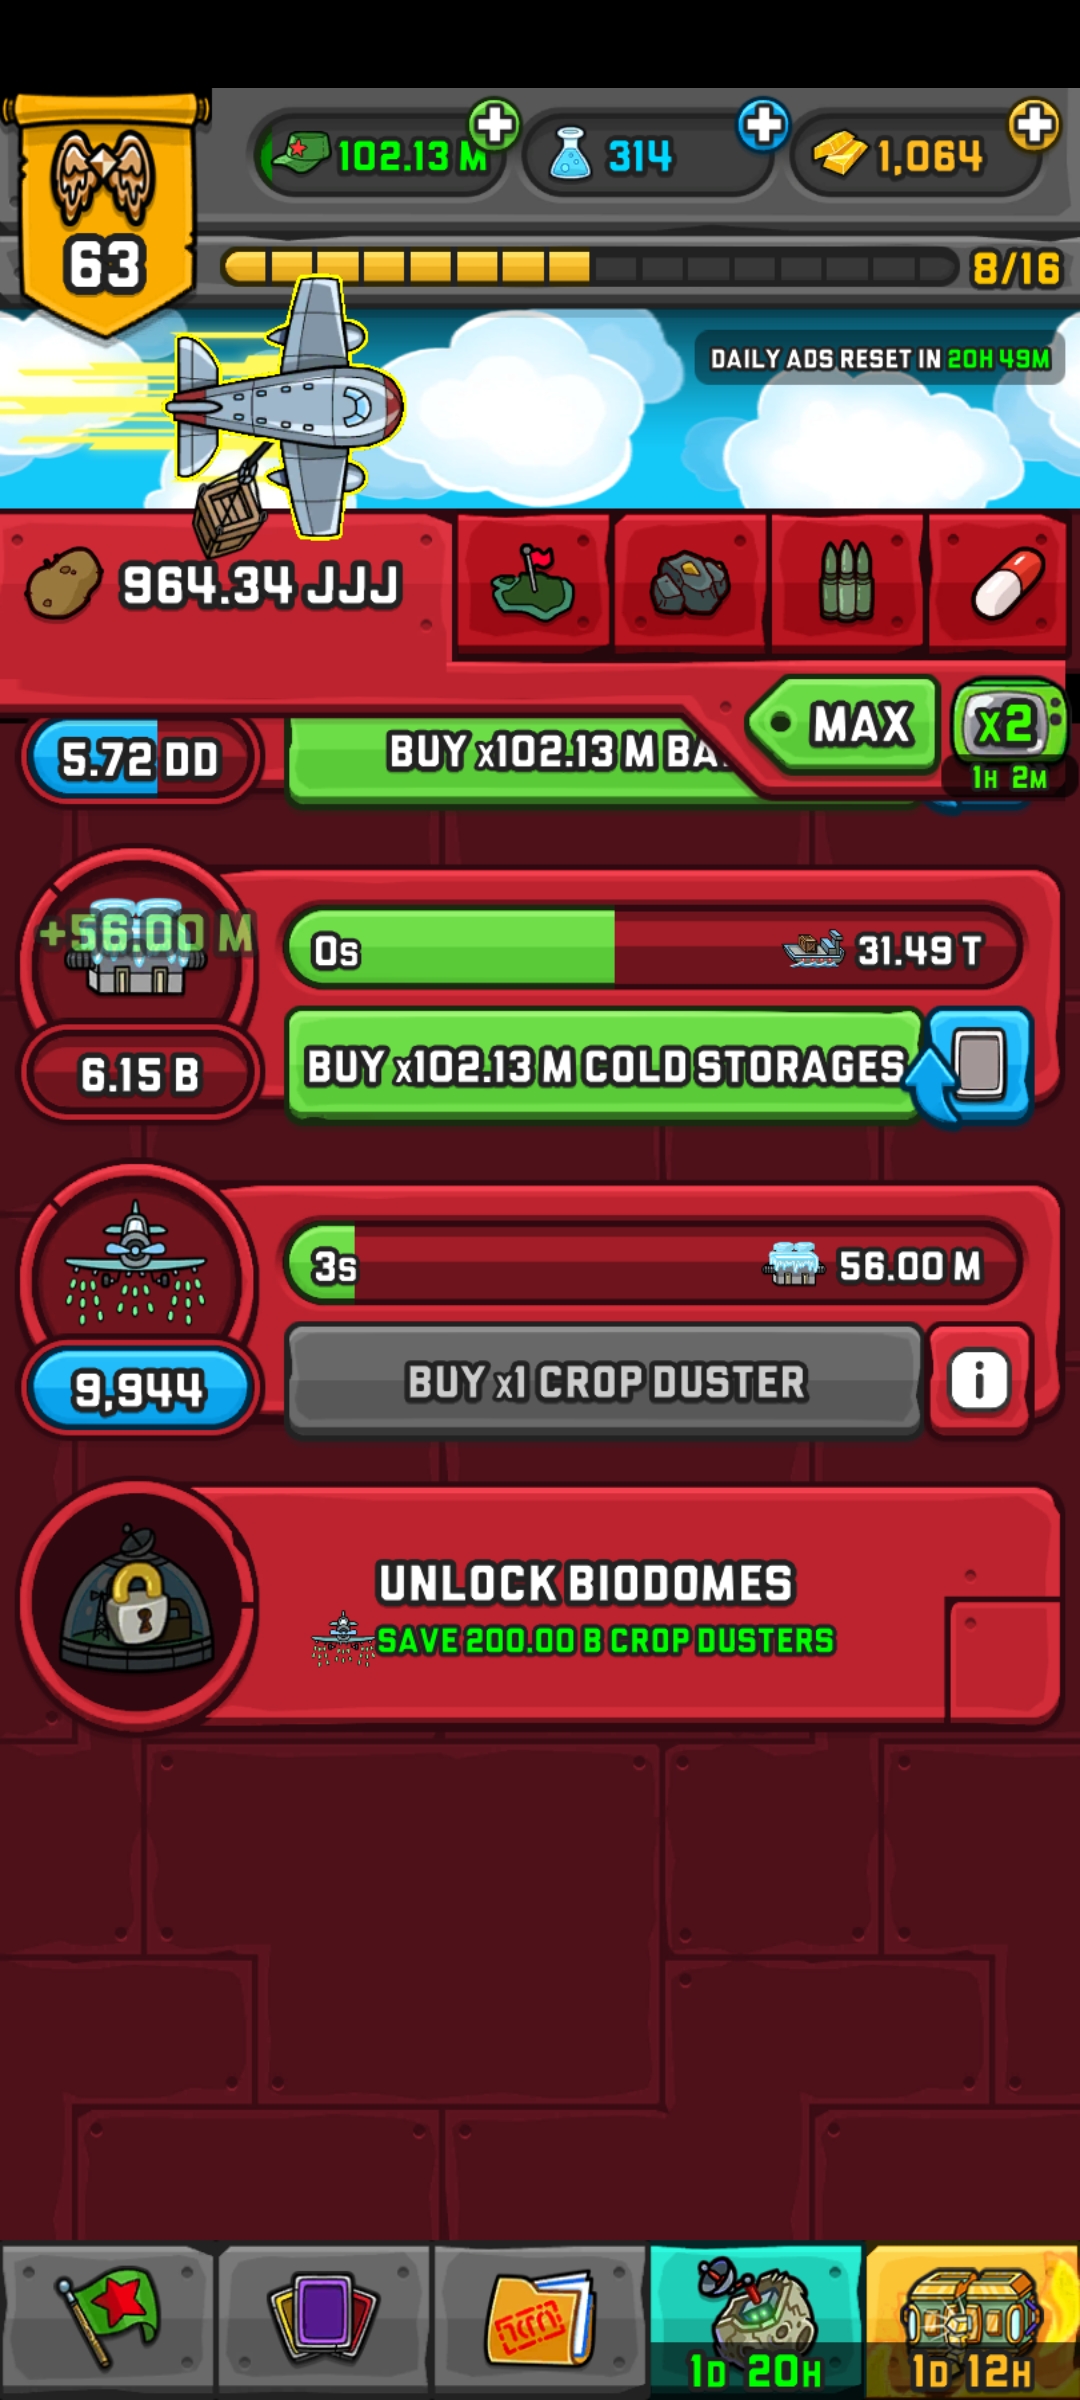 102.13 M
314
1,064
63
8/16
DAILY ADS RESET IN 20H 49M
964.34 JJJ
MAX
X2
1H 2M
5.72 DD
BUY x102.13 M BA
+56.00 M
0s
31.49 T
6.15 B
BUY x102.13 M COLD STORAGES
3s
56.00 M
9,944
BUY x1 CROP DUSTER
i
UNLOCK BIODOMES
SAVE 200.00 B CROP DUSTERS
1D 20H
1D 12H